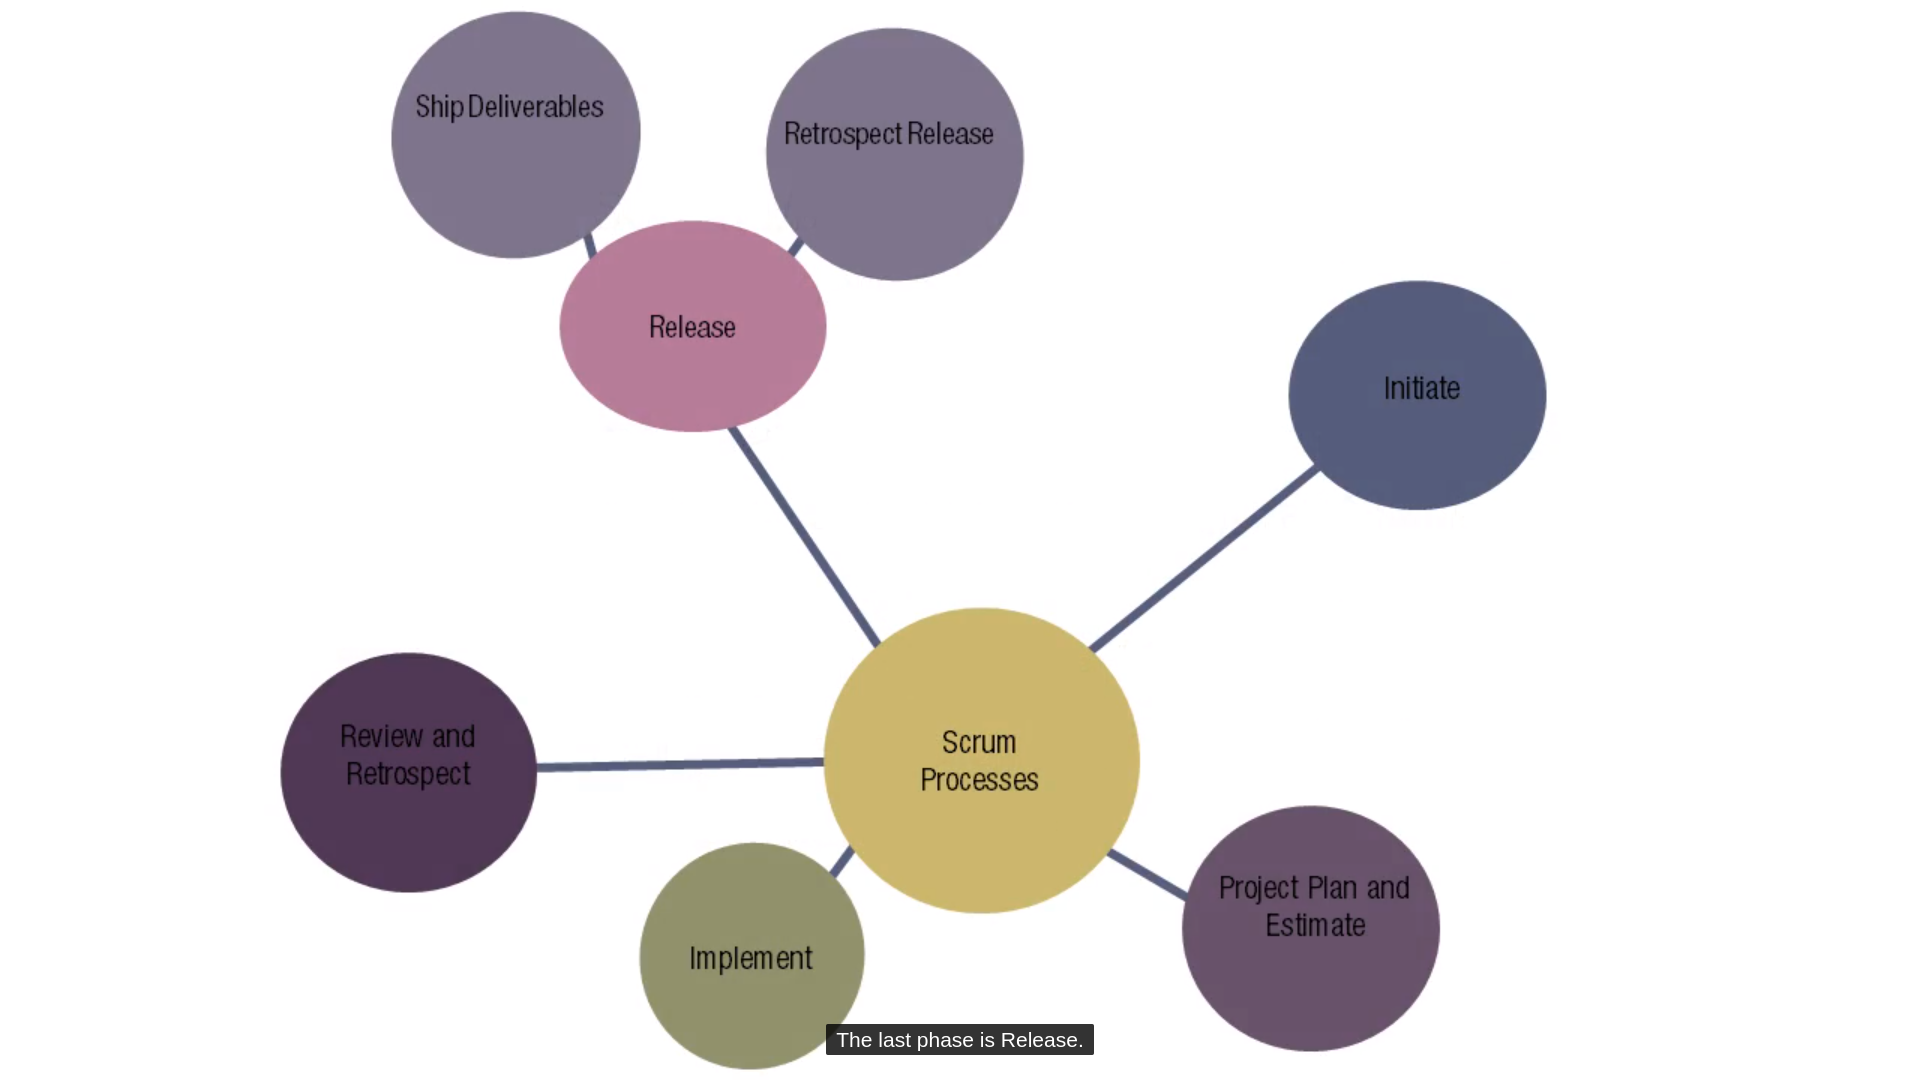 Ship Deliverables
Retrospect Release
Release
Initiate
Review and
Retrospect
Scrum
Processes
Project Plan and
Estimate
Implement
The last phase is Release.